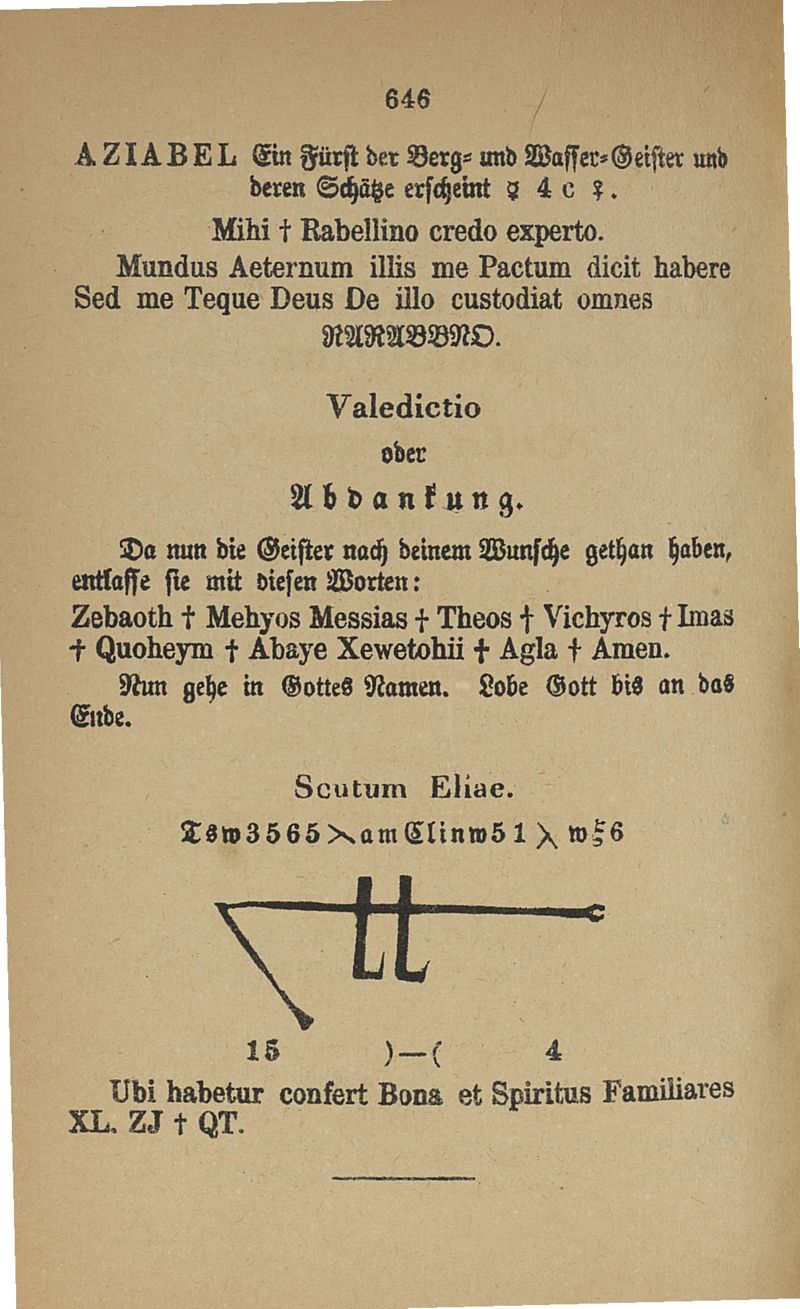 646
AZIABEL Ein Fürst der Berg- und Wasser-Geister und
deren Schätze erscheint ☿ 4 c ♀.
Mihi † Rabellino credo experto.
Mundus Aeternum illis me Pactum dicit habere
Sed me Teque Deus De illo custodiat omnes
NARABBNO.
Valedictio
oder
Abdankung.
Da nun die Geister nach deinem Wunsche gethan haben,
entlasse sie mit diesen Worten:
Zebaoth † Mehyos Messias † Theos † Vichyros † Imas
† Quoheym † Abaye Xewetohii † Agla † Amen.
Nun gehe in Gottes Namen. Lobe Gott bis an das
Ende.
Scutum Eliae.
Tsw3565⋋amClinw51⋋wξ6
15 )—( 4
Ubi habetur confert Bona et Spiritus Familiares
XL. ZJ † QT.